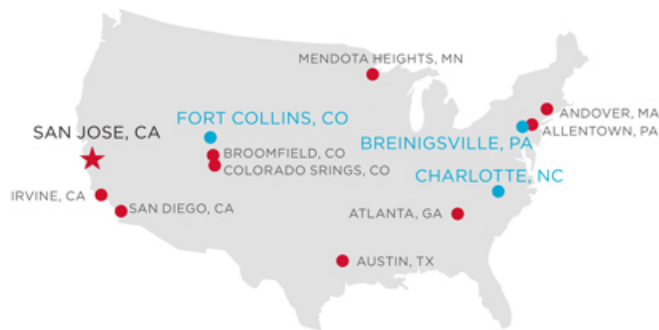 MENDOTA HEIGHTS, MN
FORT COLLINS, CO
ANDOVER, MA
SAN JOSE, CA
ALLENTOWN, PA
BREINIGSVILLE, PA
BROOMFIELD, CO
COLORADO SRINGS, CO
CHARLOTTE, NC
IRVINE, CA
SAN DIEGO, CA
ATLANTA, GA
AUSTIN, TX